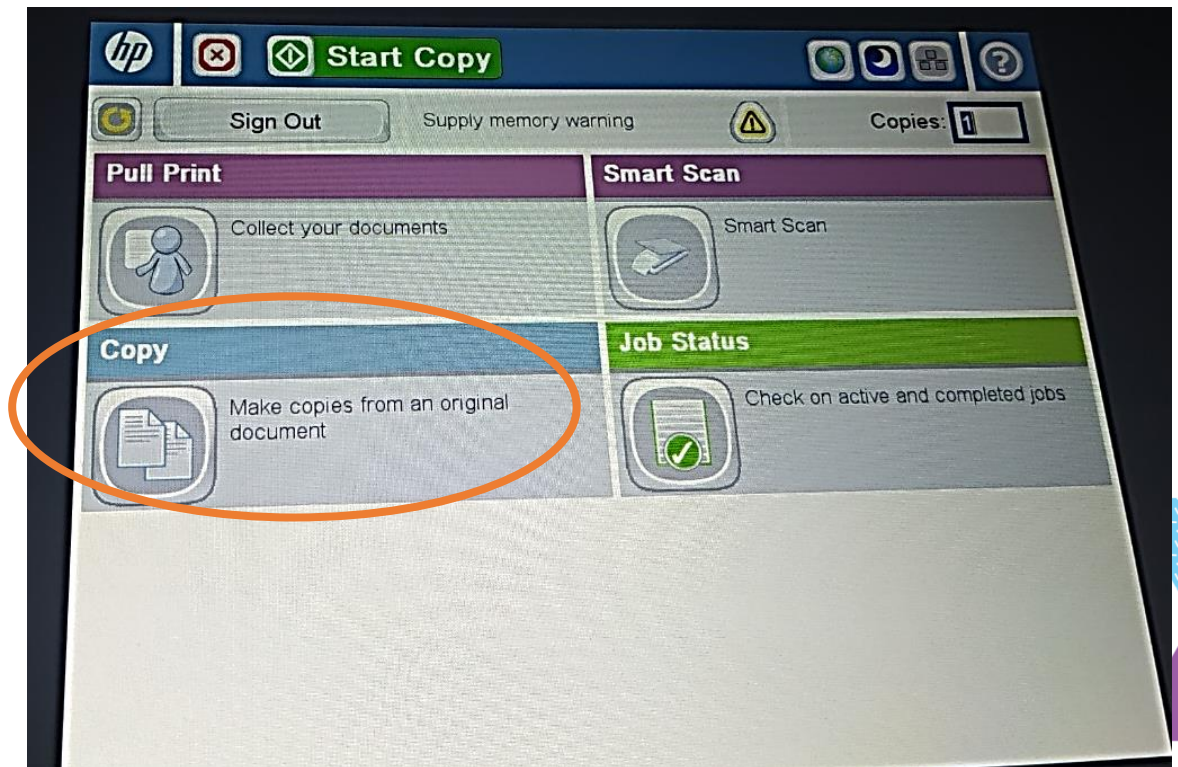 hp
Start Copy
Sign Out
Supply memory warning
Copies: 1
Pull Print
Smart Scan
Collect your documents
Smart Scan
Copy
Job Status
Make copies from an original
document
Check on active and completed jobs